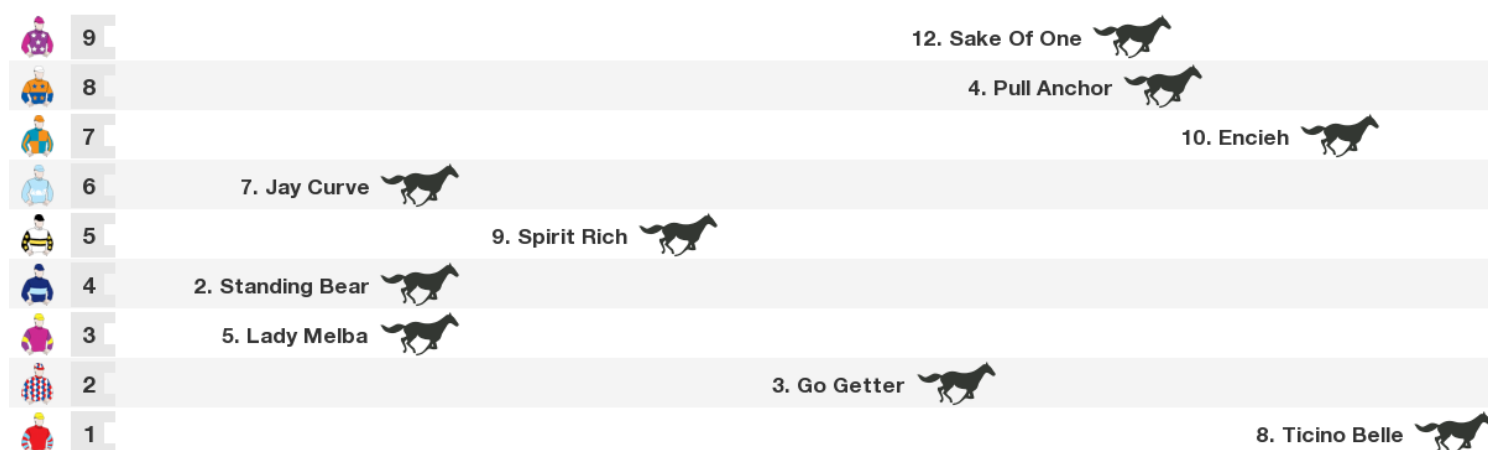 9 12. Sake Of One
8 4. Pull Anchor
7 10. Encieh
6 7. Jay Curve
5 9. Spirit Rich
4 2. Standing Bear
3 5. Lady Melba
2 3. Go Getter
1 8. Ticino Belle